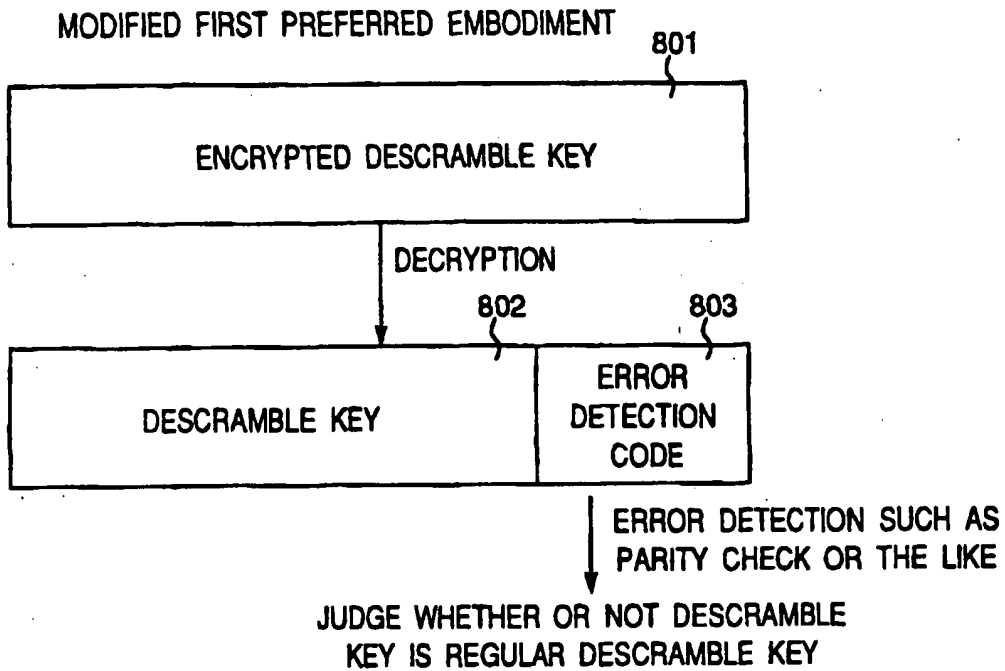 MODIFIED FIRST PREFERRED EMBODIMENT
801
ENCRYPTED DESCRAMBLE KEY
DECRYPTION
802
803
DESCRAMBLE KEY
ERROR
DETECTION
CODE
ERROR DETECTION SUCH AS
PARITY CHECK OR THE LIKE
JUDGE WHETHER OR NOT DESCRAMBLE
KEY IS REGULAR DESCRAMBLE KEY